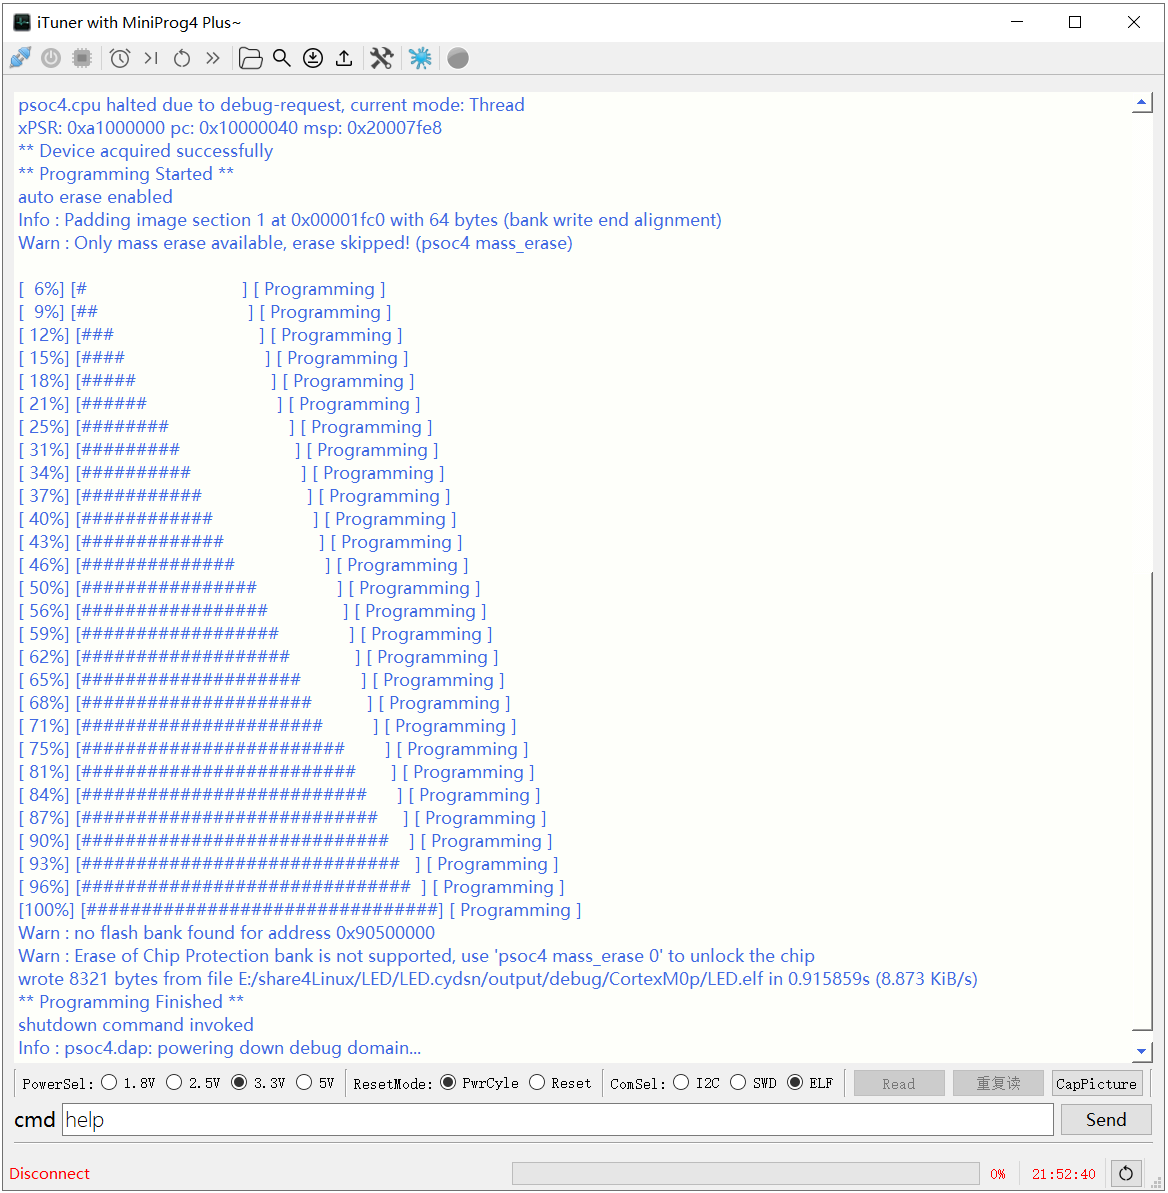 iTuner with MiniProg4 Plus~
psoc4.cpu halted due to debug-request, current mode: Thread
xPSR: 0xa1000000 pc: 0x10000040 msp: 0x20007fe8
** Device acquired successfully
** Programming Started **
auto erase enabled
Info : Padding image section 1 at 0x00001fc0 with 64 bytes (bank write end alignment)
Warn : Only mass erase available, erase skipped! (psoc4 mass_erase)
[  6%] [#                               ] [ Programming ]
[  9%] [##                              ] [ Programming ]
[ 12%] [###                             ] [ Programming ]
[ 15%] [####                            ] [ Programming ]
[ 18%] [#####                           ] [ Programming ]
[ 21%] [######                          ] [ Programming ]
[ 25%] [########                        ] [ Programming ]
[ 31%] [#########                       ] [ Programming ]
[ 34%] [##########                      ] [ Programming ]
[ 37%] [###########                     ] [ Programming ]
[ 40%] [############                    ] [ Programming ]
[ 43%] [#############                   ] [ Programming ]
[ 46%] [##############                  ] [ Programming ]
[ 50%] [################                ] [ Programming ]
[ 56%] [#################               ] [ Programming ]
[ 59%] [##################              ] [ Programming ]
[ 62%] [###################             ] [ Programming ]
[ 65%] [####################            ] [ Programming ]
[ 68%] [#####################           ] [ Programming ]
[ 71%] [######################          ] [ Programming ]
[ 75%] [########################        ] [ Programming ]
[ 81%] [#########################       ] [ Programming ]
[ 84%] [##########################      ] [ Programming ]
[ 87%] [###########################     ] [ Programming ]
[ 90%] [############################    ] [ Programming ]
[ 93%] [#############################   ] [ Programming ]
[ 96%] [##############################  ] [ Programming ]
[100%] [################################] [ Programming ]
Warn : no flash bank found for address 0x90500000
Warn : Erase of Chip Protection bank is not supported, use 'psoc4 mass_erase 0' to unlock the chip
wrote 8321 bytes from file E:/share4Linux/LED/LED.cydsn/output/debug/CortexM0p/LED.elf in 0.915859s (8.873 KiB/s)
** Programming Finished **
shutdown command invoked
Info : psoc4.dap: powering down debug domain...
PowerSel: 1.8V 2.5V 3.3V 5V ResetMode: PwrCyle Reset ComSel: I2C SWD ELF Read 重复读 CapPicture
cmd help Send
Disconnect 0% 21:52:40